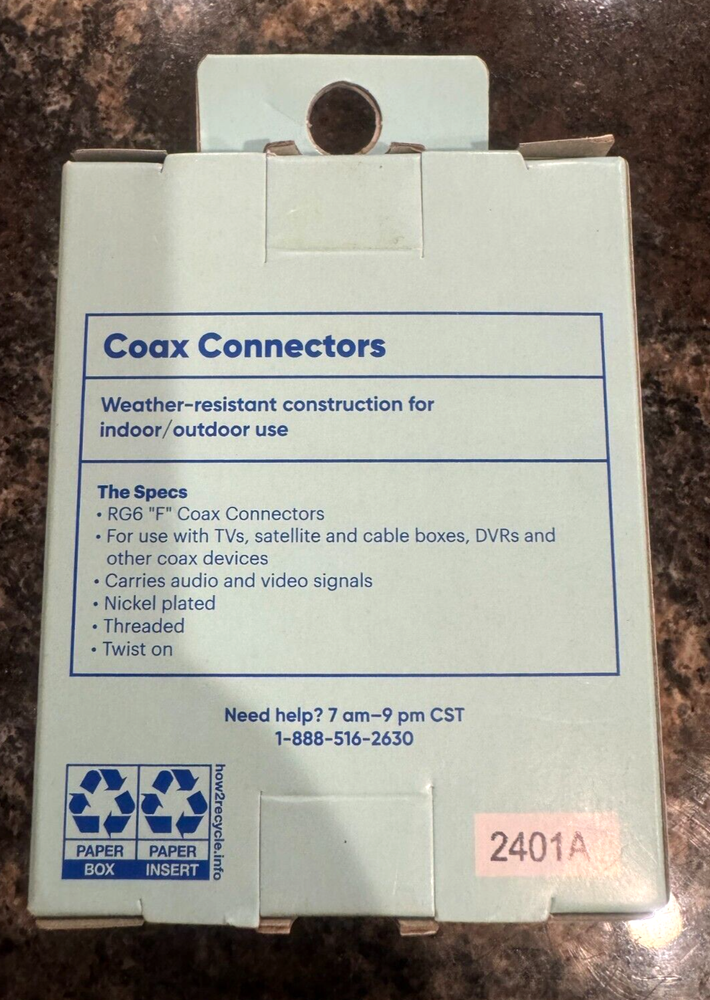 Coax Connectors
Weather-resistant construction for
indoor/outdoor use
The Specs
• RG6 "F" Coax Connectors
• For use with TVs, satellite and cable boxes, DVRs and
other coax devices
• Carries audio and video signals
• Nickel plated
• Threaded
• Twist on
Need help? 7 am–9 pm CST
1-888-516-2630
how2recycle.info
PAPER PAPER
BOX INSERT
2401A